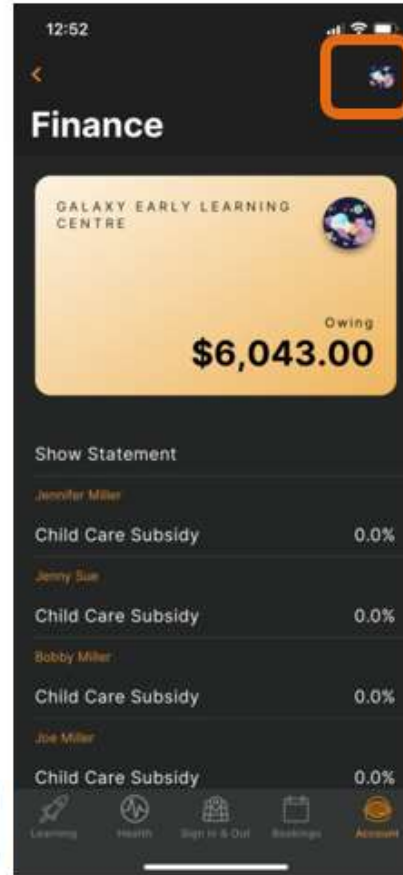 12:52
Finance
GALAXY EARLY LEARNING
CENTRE
Owing
$6,043.00
Show Statement
Jennifer Miller
Child Care Subsidy 0.0%
Jenny Sue
Child Care Subsidy 0.0%
Bobby Miller
Child Care Subsidy 0.0%
Joe Miller
Child Care Subsidy 0.0%
Learning Health Sign In & Out Bookings Account